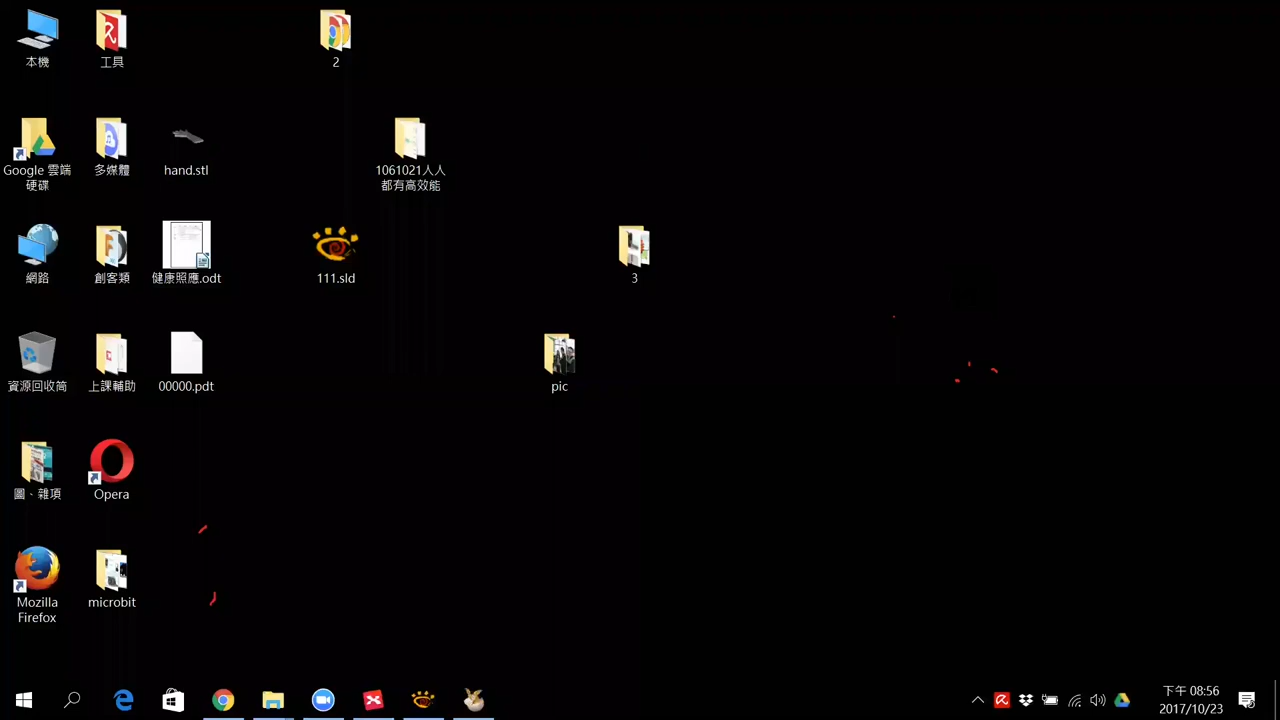 本機
工具
2
Google 雲端
硬碟
多媒體
hand.stl
1061021人人
都有高效能
網路
創客類
健康照應.odt
111.sld
3
資源回收筒
上課輔助
00000.pdt
pic
圖、雜項
Opera
Mozilla
Firefox
microbit
下午 08:56
2017/10/23